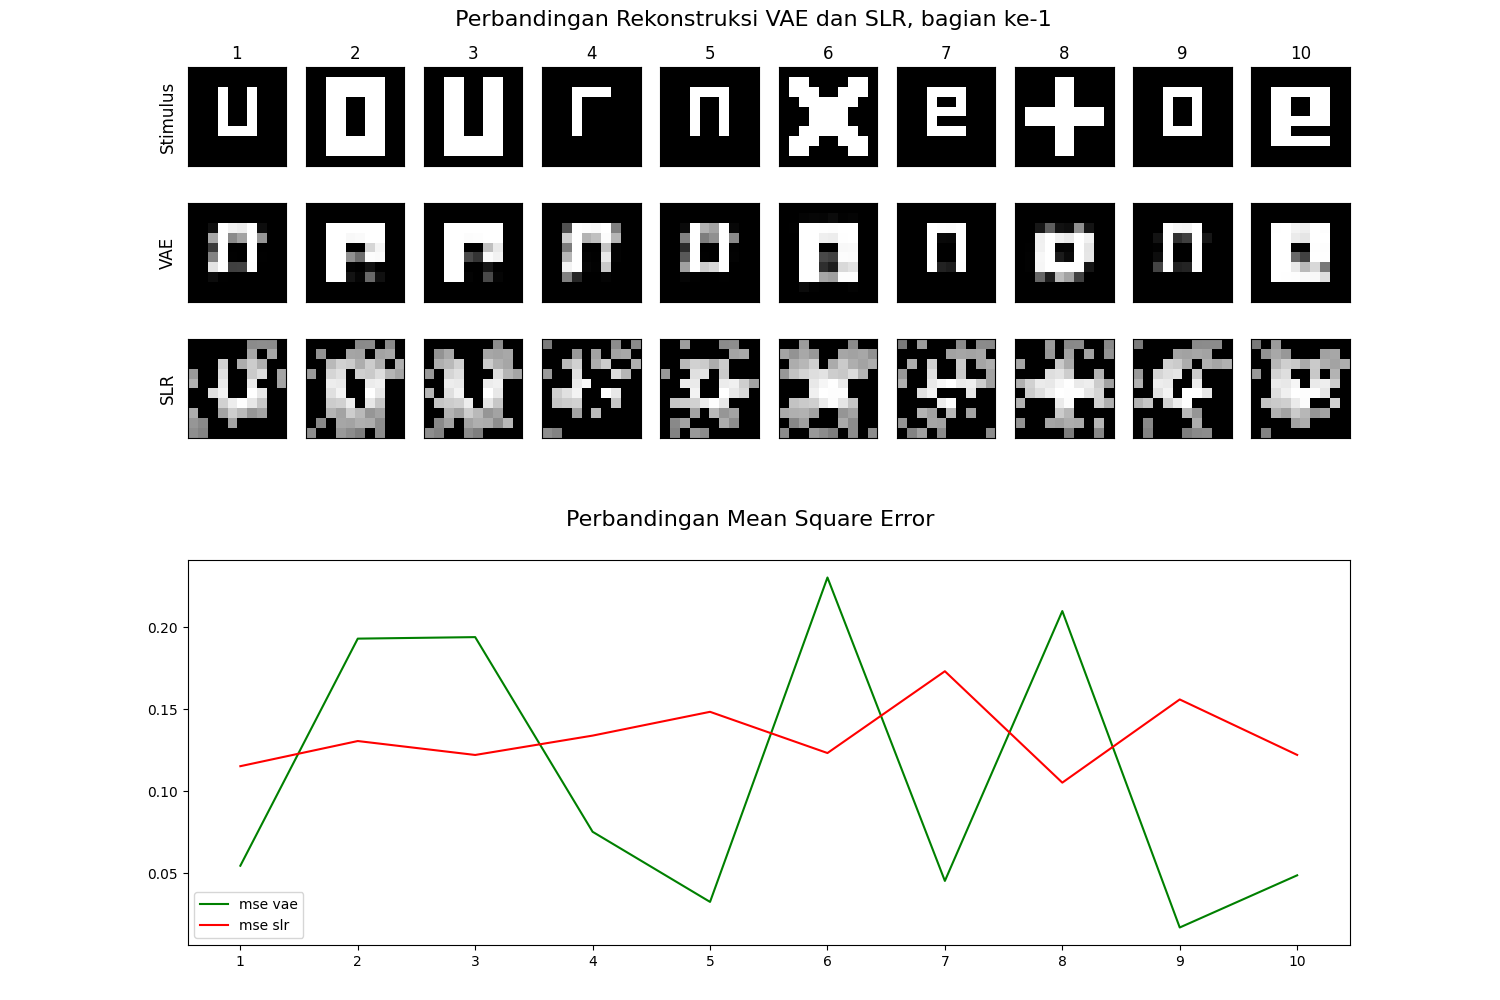 Perbandingan Rekonstruksi VAE dan SLR, bagian ke-1
1 2 3 4 5 6 7 8 9 10
Stimulus
u O U r n X e + o e
VAE
SLR
Perbandingan Mean Square Error
0.20
0.15
0.10
0.05
mse vae
mse slr
1 2 3 4 5 6 7 8 9 10